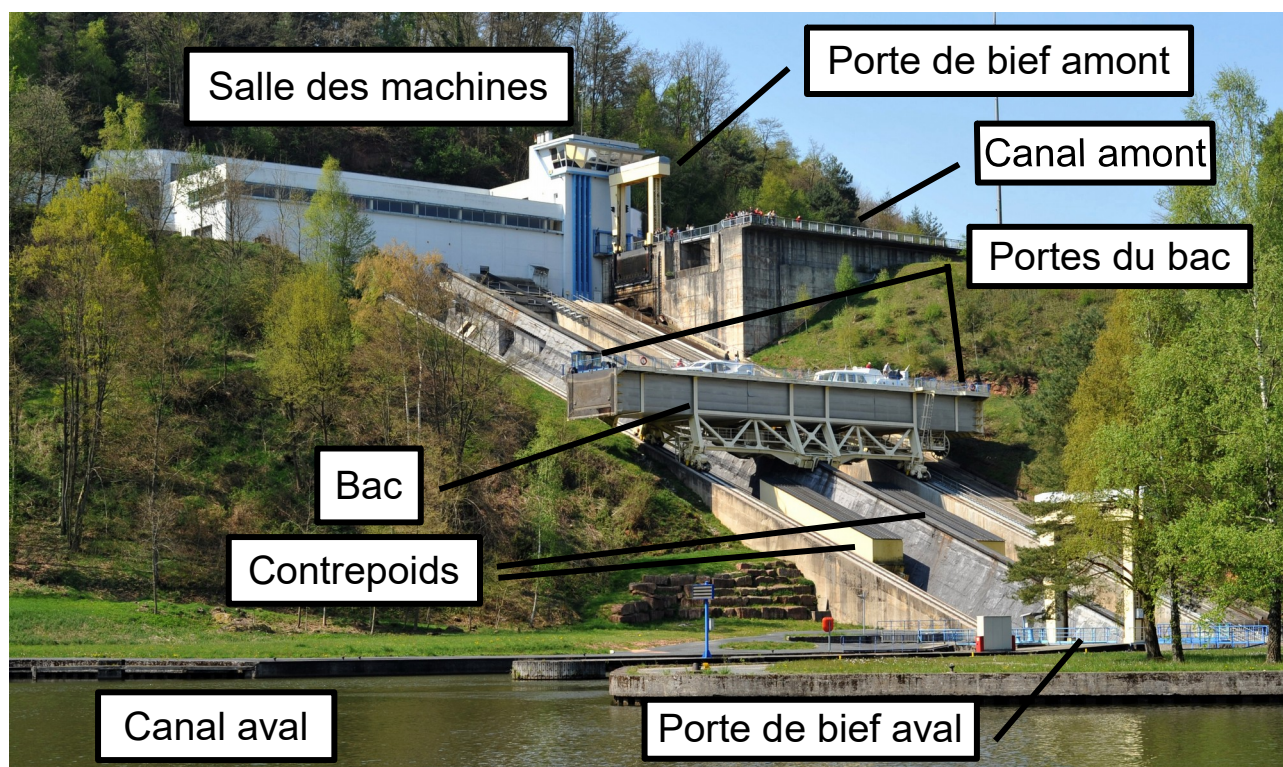 Salle des machines
Porte de bief amont
Canal amont
Portes du bac
Bac
Contrepoids
Canal aval
Porte de bief aval